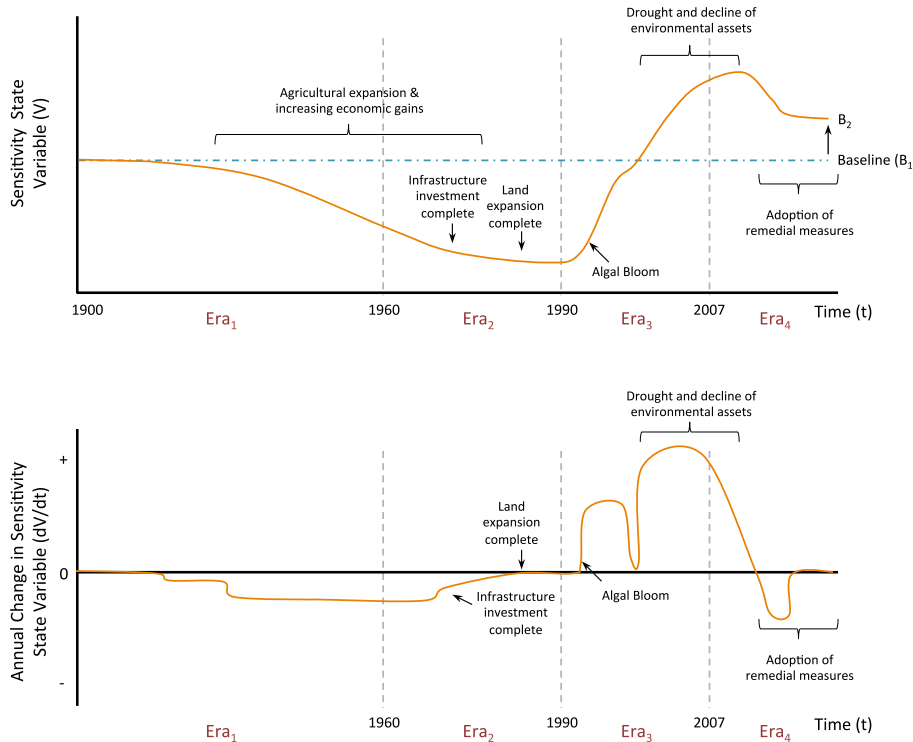 Drought and decline of
environmental assets
Agricultural expansion &
increasing economic gains
Sensitivity State
Variable (V)
B2
Baseline (B1
Infrastructure
investment
complete
Land
expansion
complete
Adoption of
remedial measures
Algal Bloom
1900
1960
1990
2007
Time (t)
Era1
Era2
Era3
Era4
Drought and decline of
environmental assets
Annual Change in Sensitivity
State Variable (dV/dt)
+
0
-
Land
expansion
complete
Infrastructure
investment
complete
Algal Bloom
Adoption of
remedial measures
1960
1990
2007
Time (t)
Era1
Era2
Era3
Era4